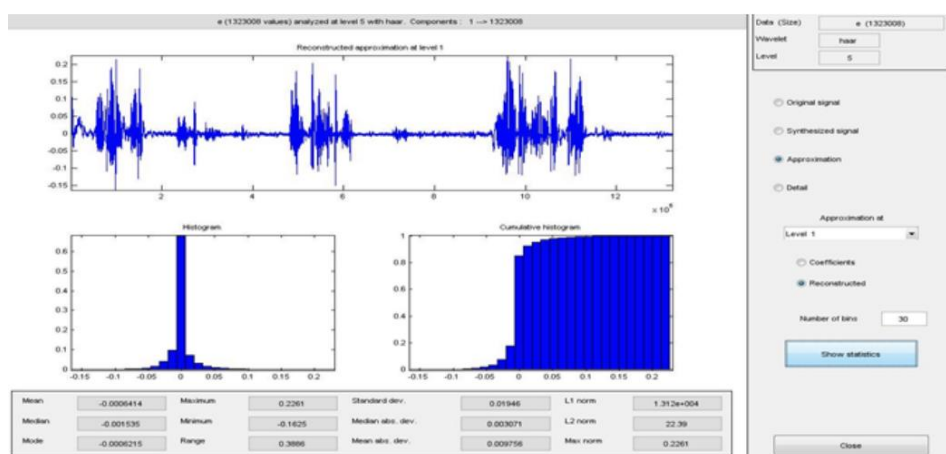 e (1323008 values) analyzed at level 5 with haar. Components : 1 --> 1323008
Data (Size) e (1323008)
Wavelet haar
Level 5
Reconstructed approximation at level 1
0.2
0.15
0.1
0.05
0
-0.05
-0.1
-0.15
2 4 6 8 10 12
Original signal
Synthesized signal
Approximation
Detail
Approximation at
Level 1
Coefficients
Reconstructed
Number of bins 30
Show statistics
Histogram
0.6
0.5
0.4
0.3
0.2
0.1
0
-0.15 -0.1 -0.05 0 0.05 0.1 0.15 0.2
Cumulative histogram
1
0.8
0.6
0.4
0.2
0
-0.15 -0.1 -0.05 0 0.05 0.1 0.15 0.2
Mean -0.0006414 Maximum 0.2261 Standard dev. 0.01946 L1 norm 1.312e+004
Median -0.001535 Minimum -0.1625 Median abs. dev. 0.003071 L2 norm 22.39
Mode -0.0006215 Range 0.3886 Mean abs. dev. 0.009756 Max norm 0.2261
Close